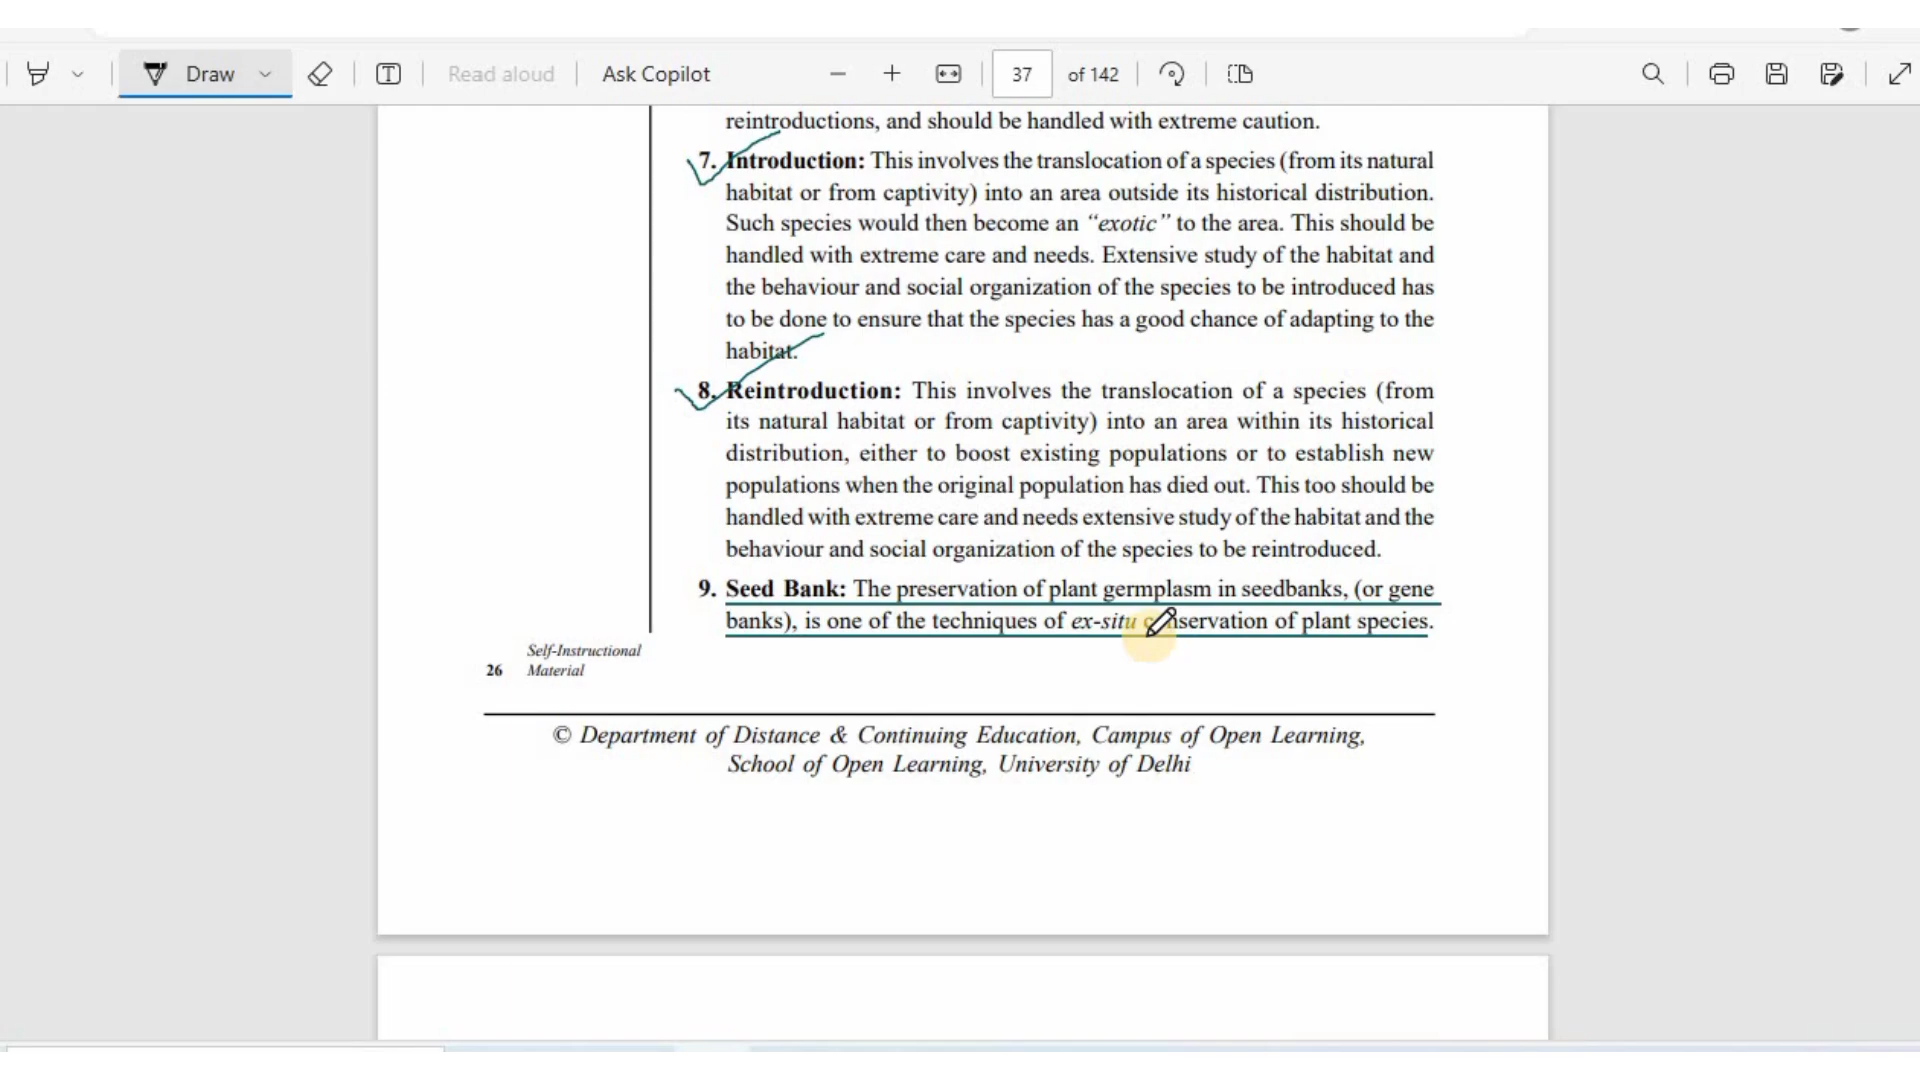 Draw
Read aloud
Ask Copilot
37 of 142
reintroductions, and should be handled with extreme caution.
7. Introduction: This involves the translocation of a species (from its natural
habitat or from captivity) into an area outside its historical distribution.
Such species would then become an “exotic” to the area. This should be
handled with extreme care and needs. Extensive study of the habitat and
the behaviour and social organization of the species to be introduced has
to be done to ensure that the species has a good chance of adapting to the
habitat.
8. Reintroduction: This involves the translocation of a species (from
its natural habitat or from captivity) into an area within its historical
distribution, either to boost existing populations or to establish new
populations when the original population has died out. This too should be
handled with extreme care and needs extensive study of the habitat and the
behaviour and social organization of the species to be reintroduced.
9. Seed Bank: The preservation of plant germplasm in seedbanks, (or gene
banks), is one of the techniques of ex-situ conservation of plant species.
Self-Instructional
26 Material
© Department of Distance & Continuing Education, Campus of Open Learning,
School of Open Learning, University of Delhi